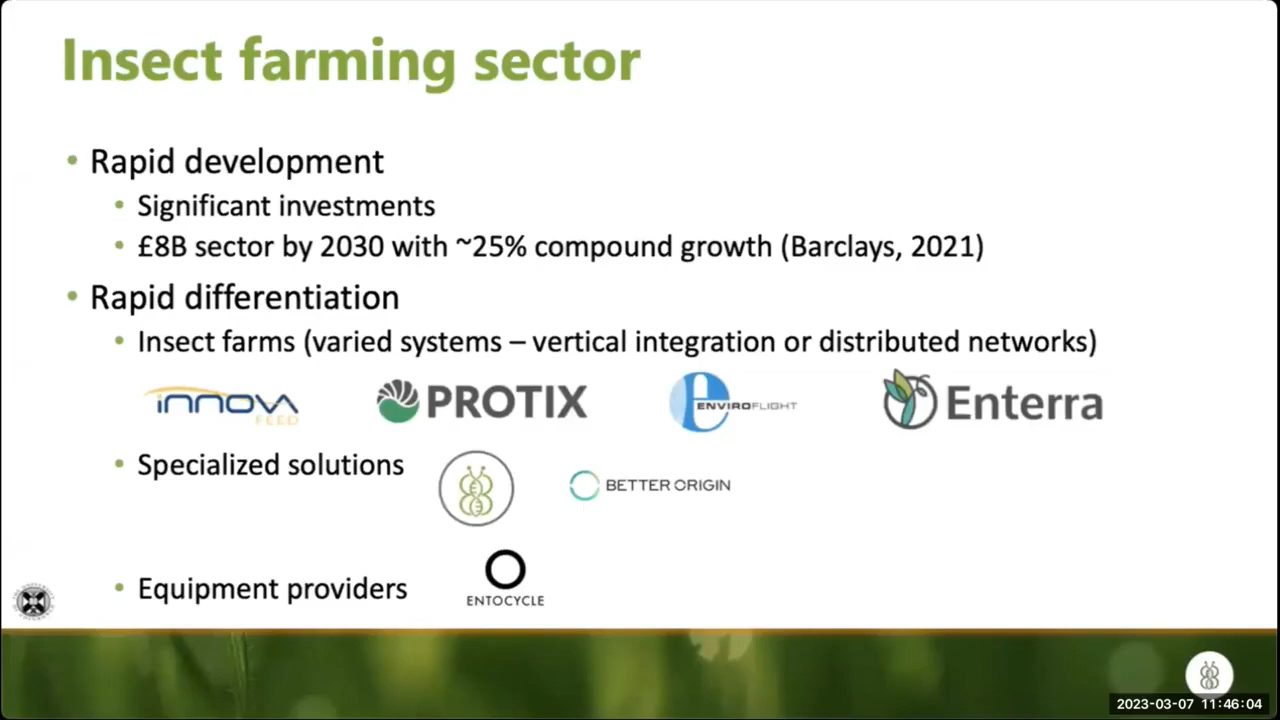 Insect farming sector
• Rapid development
• Significant investments
• £8B sector by 2030 with ~25% compound growth (Barclays, 2021)
• Rapid differentiation
• Insect farms (varied systems – vertical integration or distributed networks)
INNOVA
FEED
PROTIX
ENVIROFLIGHT
Enterra
• Specialized solutions
BETTER ORIGIN
• Equipment providers
ENTOCYCLE
2023-03-07 11:46:04